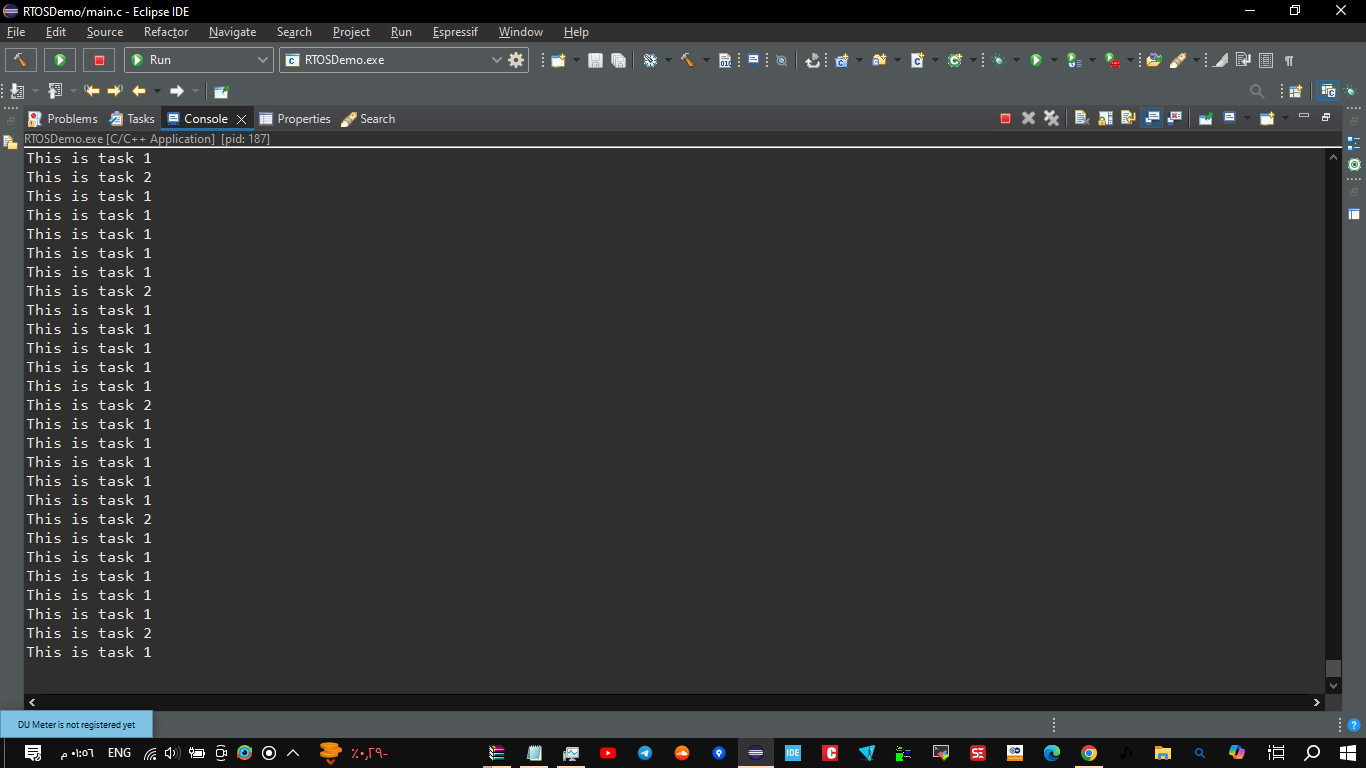 RTOSDemo/main.c - Eclipse IDE
File Edit Source Refactor Navigate Search Project Run Espressif Window Help
Run RTOSDemo.exe
Problems Tasks Console Properties Search
RTOSDemo.exe [C/C++ Application] [pid: 187]
This is task 1
This is task 2
This is task 1
This is task 1
This is task 1
This is task 1
This is task 1
This is task 2
This is task 1
This is task 1
This is task 1
This is task 1
This is task 1
This is task 2
This is task 1
This is task 1
This is task 1
This is task 1
This is task 1
This is task 2
This is task 1
This is task 1
This is task 1
This is task 1
This is task 1
This is task 2
This is task 1
DU Meter is not registered yet
٠١:٥٦ م ENG ٪٠,٢٩- IDE C SE